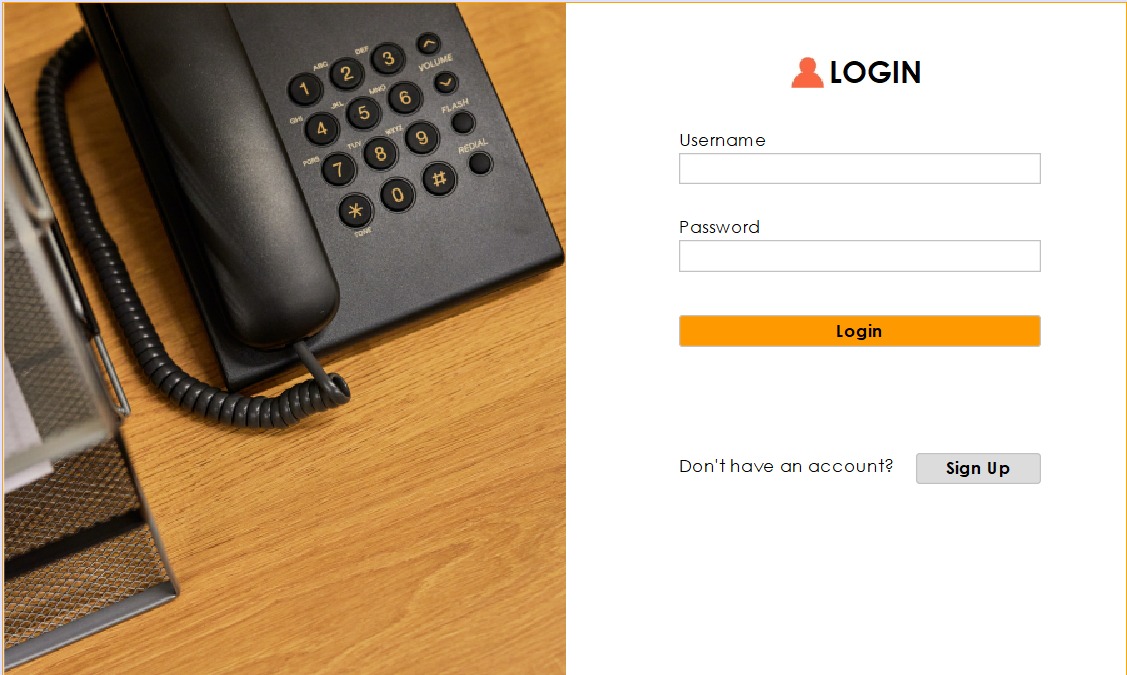 ABC
DEF
1
2
3
VOLUME
GHI
JKL
MNO
4
5
6
FLASH
PQRS
TUV
WXYZ
7
8
9
REDIAL
*
0
#
TONE
LOGIN
Username
Password
Login
Don't have an account?
Sign Up